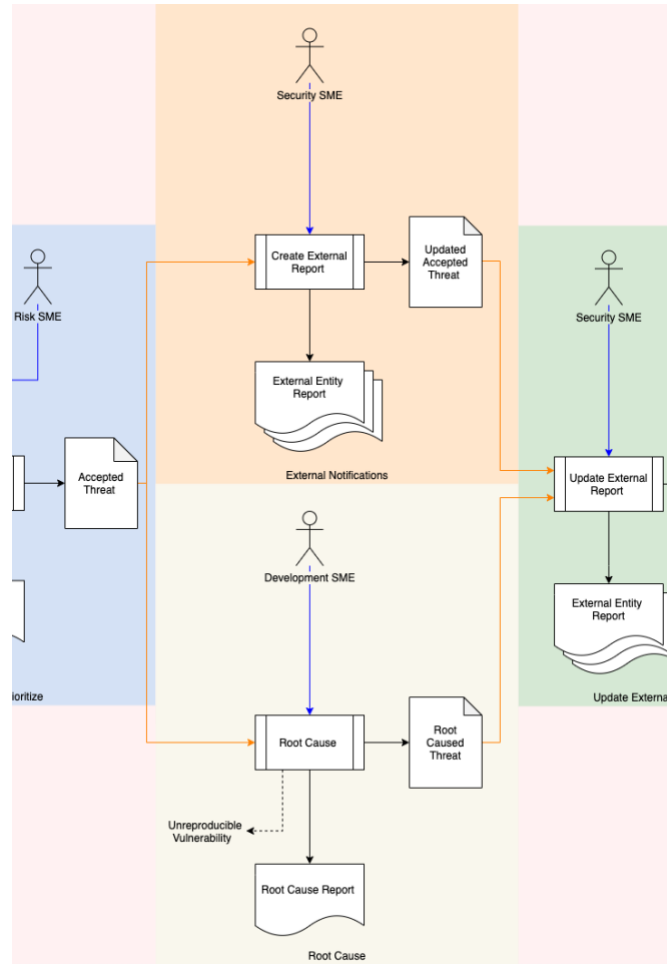 Security SME
Create External
Report
Updated
Accepted
Threat
Risk SME
Security SME
External Entity
Report
Accepted
Threat
External Notifications
Update External
Report
Development SME
External Entity
Report
oritize
Update Externa
Root Cause
Root
Caused
Threat
Unreproducible
Vulnerability
Root Cause Report
Root Cause